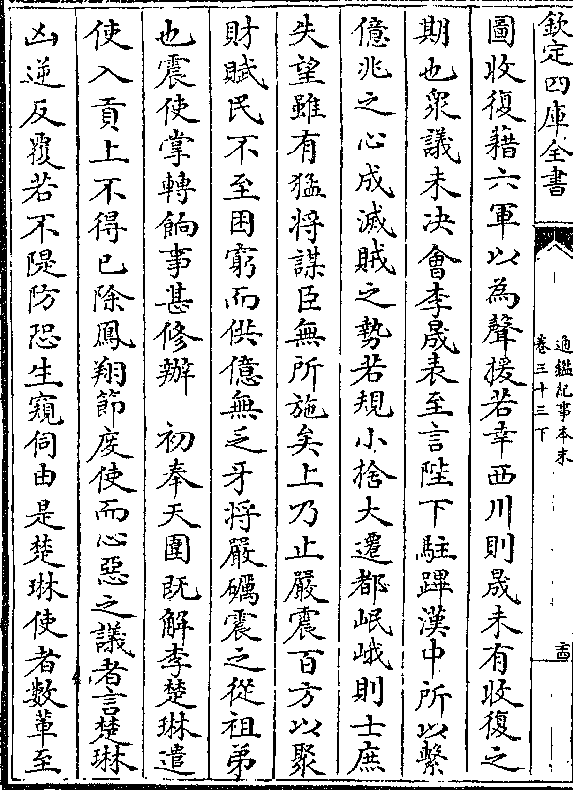 欽定四庫全書
通鑑紀事本末
卷三十三下
圖收復藉六軍以為聲援若幸西川則晟未有收復之
期也衆議未決會李晟表至言陛下駐蹕漢中所以繫
億兆之心成滅賊之勢若規小捨大遷都岷峨則士庶
失望雖有猛將謀臣無所施矣上乃止嚴震百方以聚
財賦民不至困窮而供億無乏牙將嚴礪震之從祖弟
也震使掌轉餉事甚修辦　初奉天圍既解李楚琳遣
使入貢上不得已除鳳翔節度使而心惡之議者言楚琳
凶逆反覆若不隄防恐生窺伺由是楚琳使者數軰至